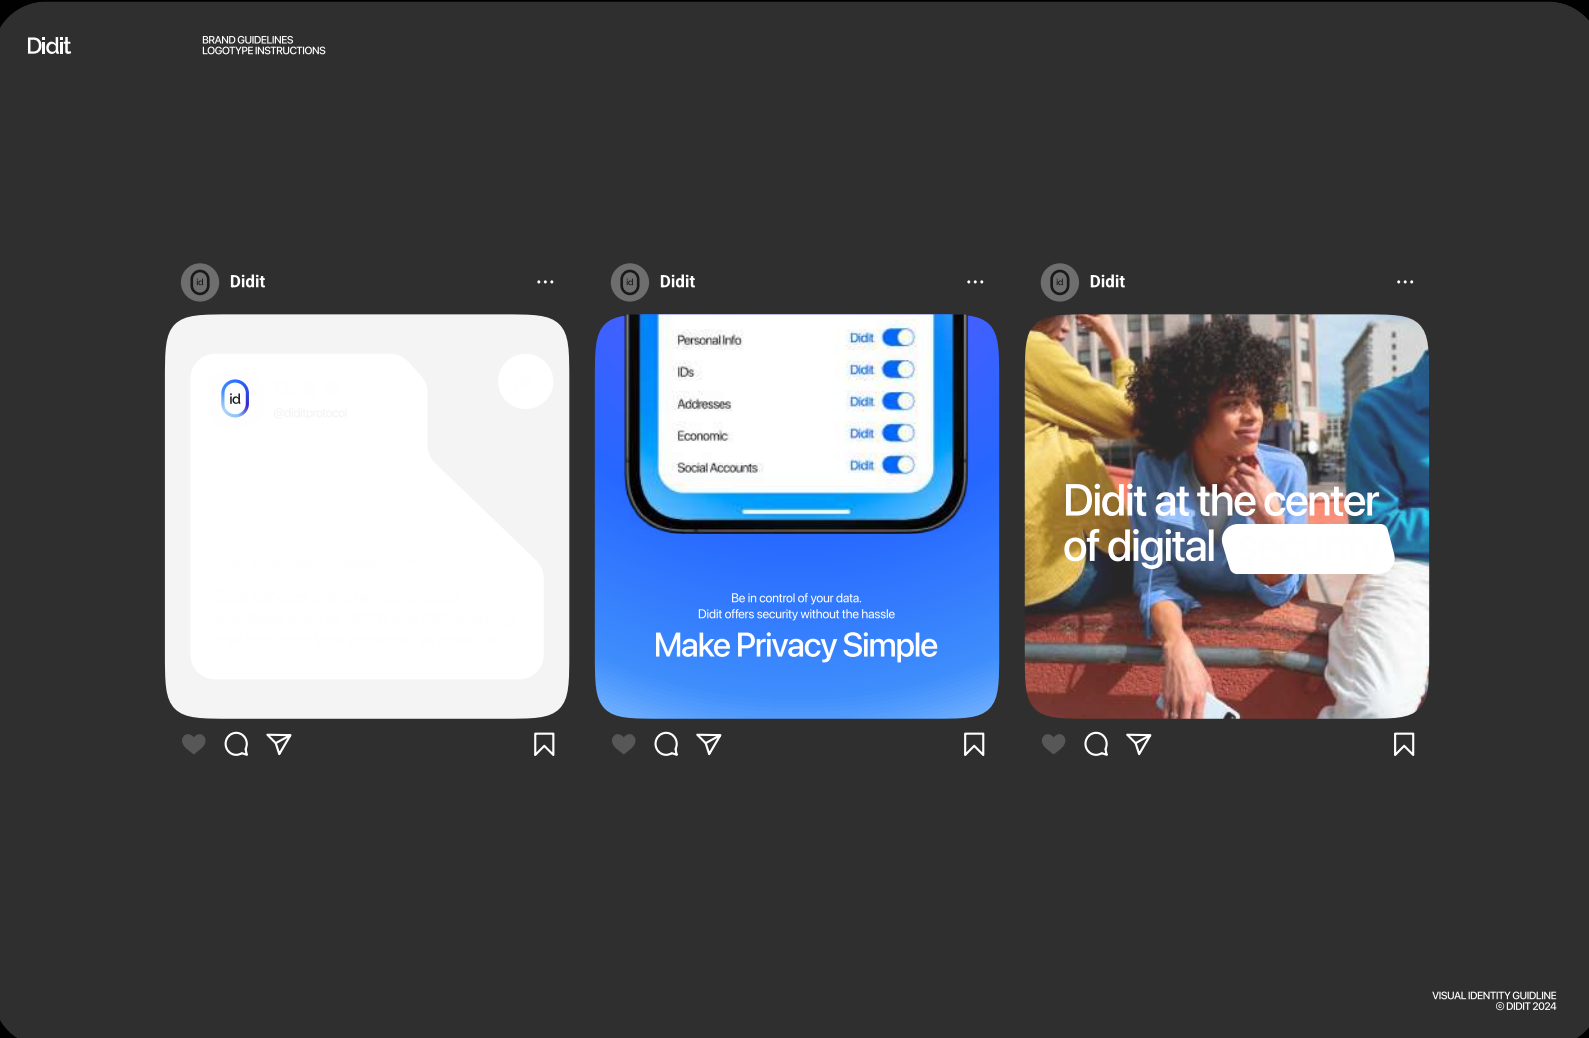 Didit
BRAND GUIDELINES
LOGOTYPE INSTRUCTIONS
Didit
id
@diditprotocol
Didit
Personal Info Didit
IDs Didit
Addresses Didit
Economic Didit
Social Accounts Didit
Be in control of your data.
Didit offers security without the hassle
Make Privacy Simple
Didit
Didit at the center
of digital
VISUAL IDENTITY GUIDLINE
© DIDIT 2024